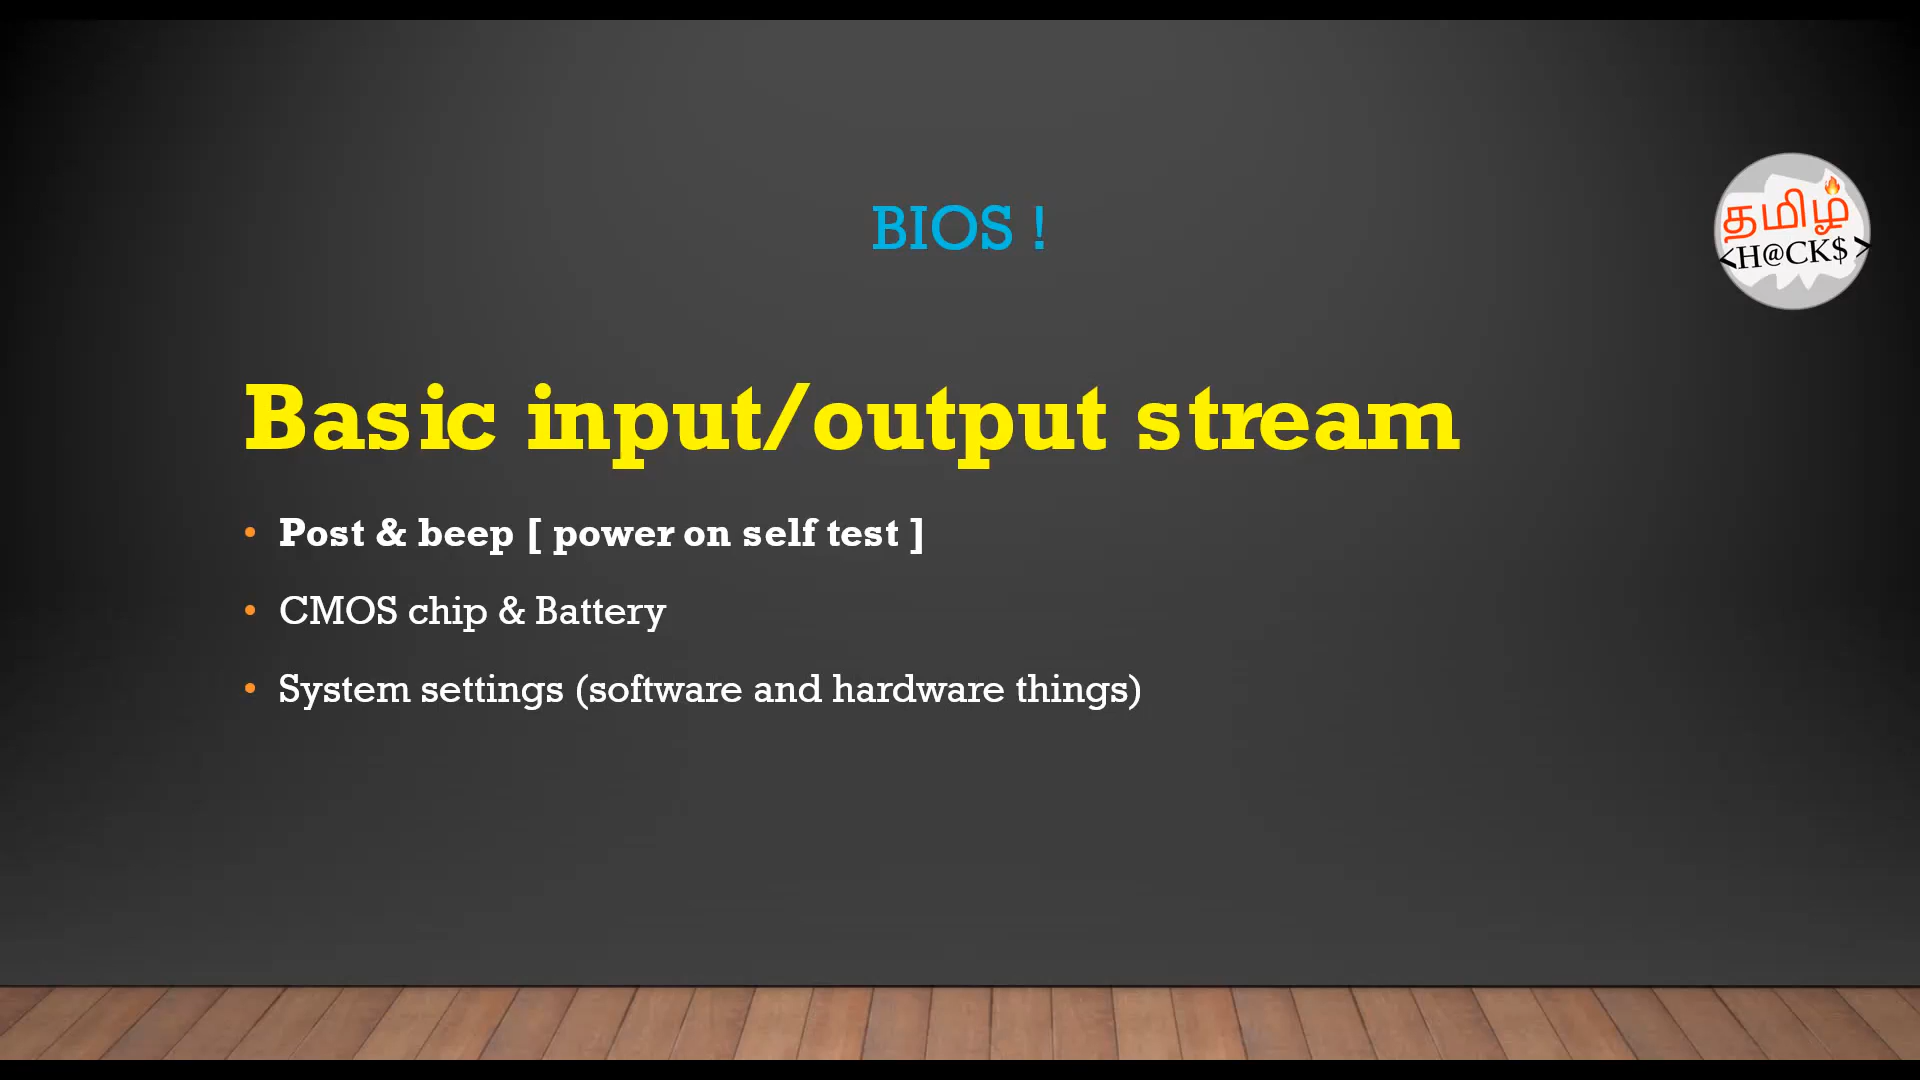 BIOS !
தமிழ்
<H@CK$>
Basic input/output stream
• Post & beep [ power on self test ]
• CMOS chip & Battery
• System settings (software and hardware things)